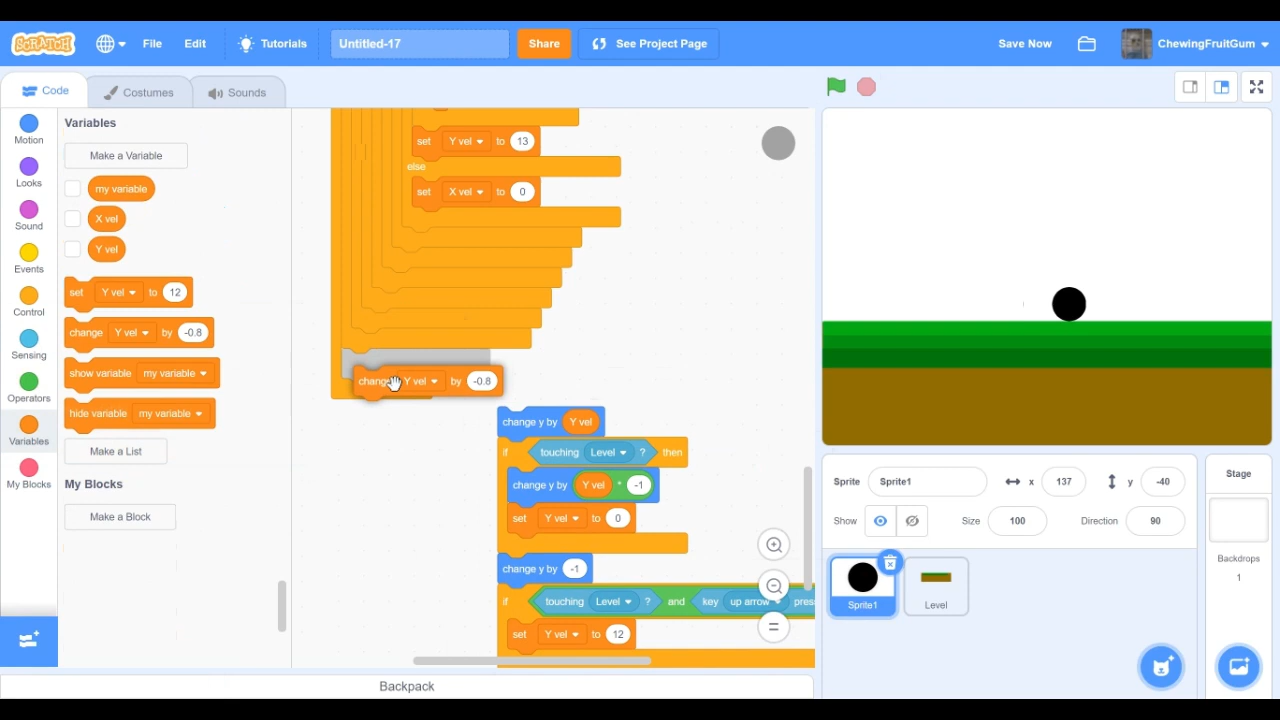 SCRATCH File Edit Tutorials Untitled-17 Share See Project Page Save Now ChewingFruitGum
Code Costumes Sounds
Motion
Looks
Sound
Events
Control
Sensing
Operators
Variables
My Blocks
Variables
Make a Variable
my variable
X vel
Y vel
set Y vel to 12
change Y vel by -0.8
show variable my variable
hide variable my variable
Make a List
My Blocks
Make a Block
set Y vel to 13
else
set X vel to 0
change Y vel by -0.8
change y by Y vel
if touching Level ? then
change y by Y vel * -1
set Y vel to 0
change y by -1
if touching Level ? and key up arrow
set Y vel to 12
Backpack
Sprite Sprite1 x 137 y -40
Show Size 100 Direction 90
Sprite1
Level
Stage
Backdrops
1